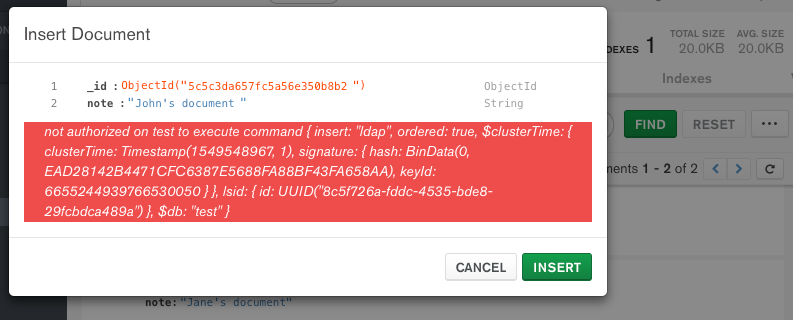 Insert Document
1 _id : ObjectId("5c5c3da657fc5a56e350b8b2 ") ObjectId
2 note : "John's document " String
not authorized on test to execute command { insert: "ldap", ordered: true, $clusterTime: {
clusterTime: Timestamp(1549548967, 1), signature: { hash: BinData(0,
EAD28142B4471CFC6387E5688FA88BF43FA658AA), keyId:
6655244939766530050 } }, lsid: { id: UUID("8c5f726a-fddc-4535-bde8-
29fcbdca489a") }, $db: "test" }
CANCEL INSERT
DEXES 1 TOTAL SIZE 20.0KB AVG. SIZE 20.0KB
Indexes
FIND RESET ...
ments 1 - 2 of 2
note: "Jane's document"